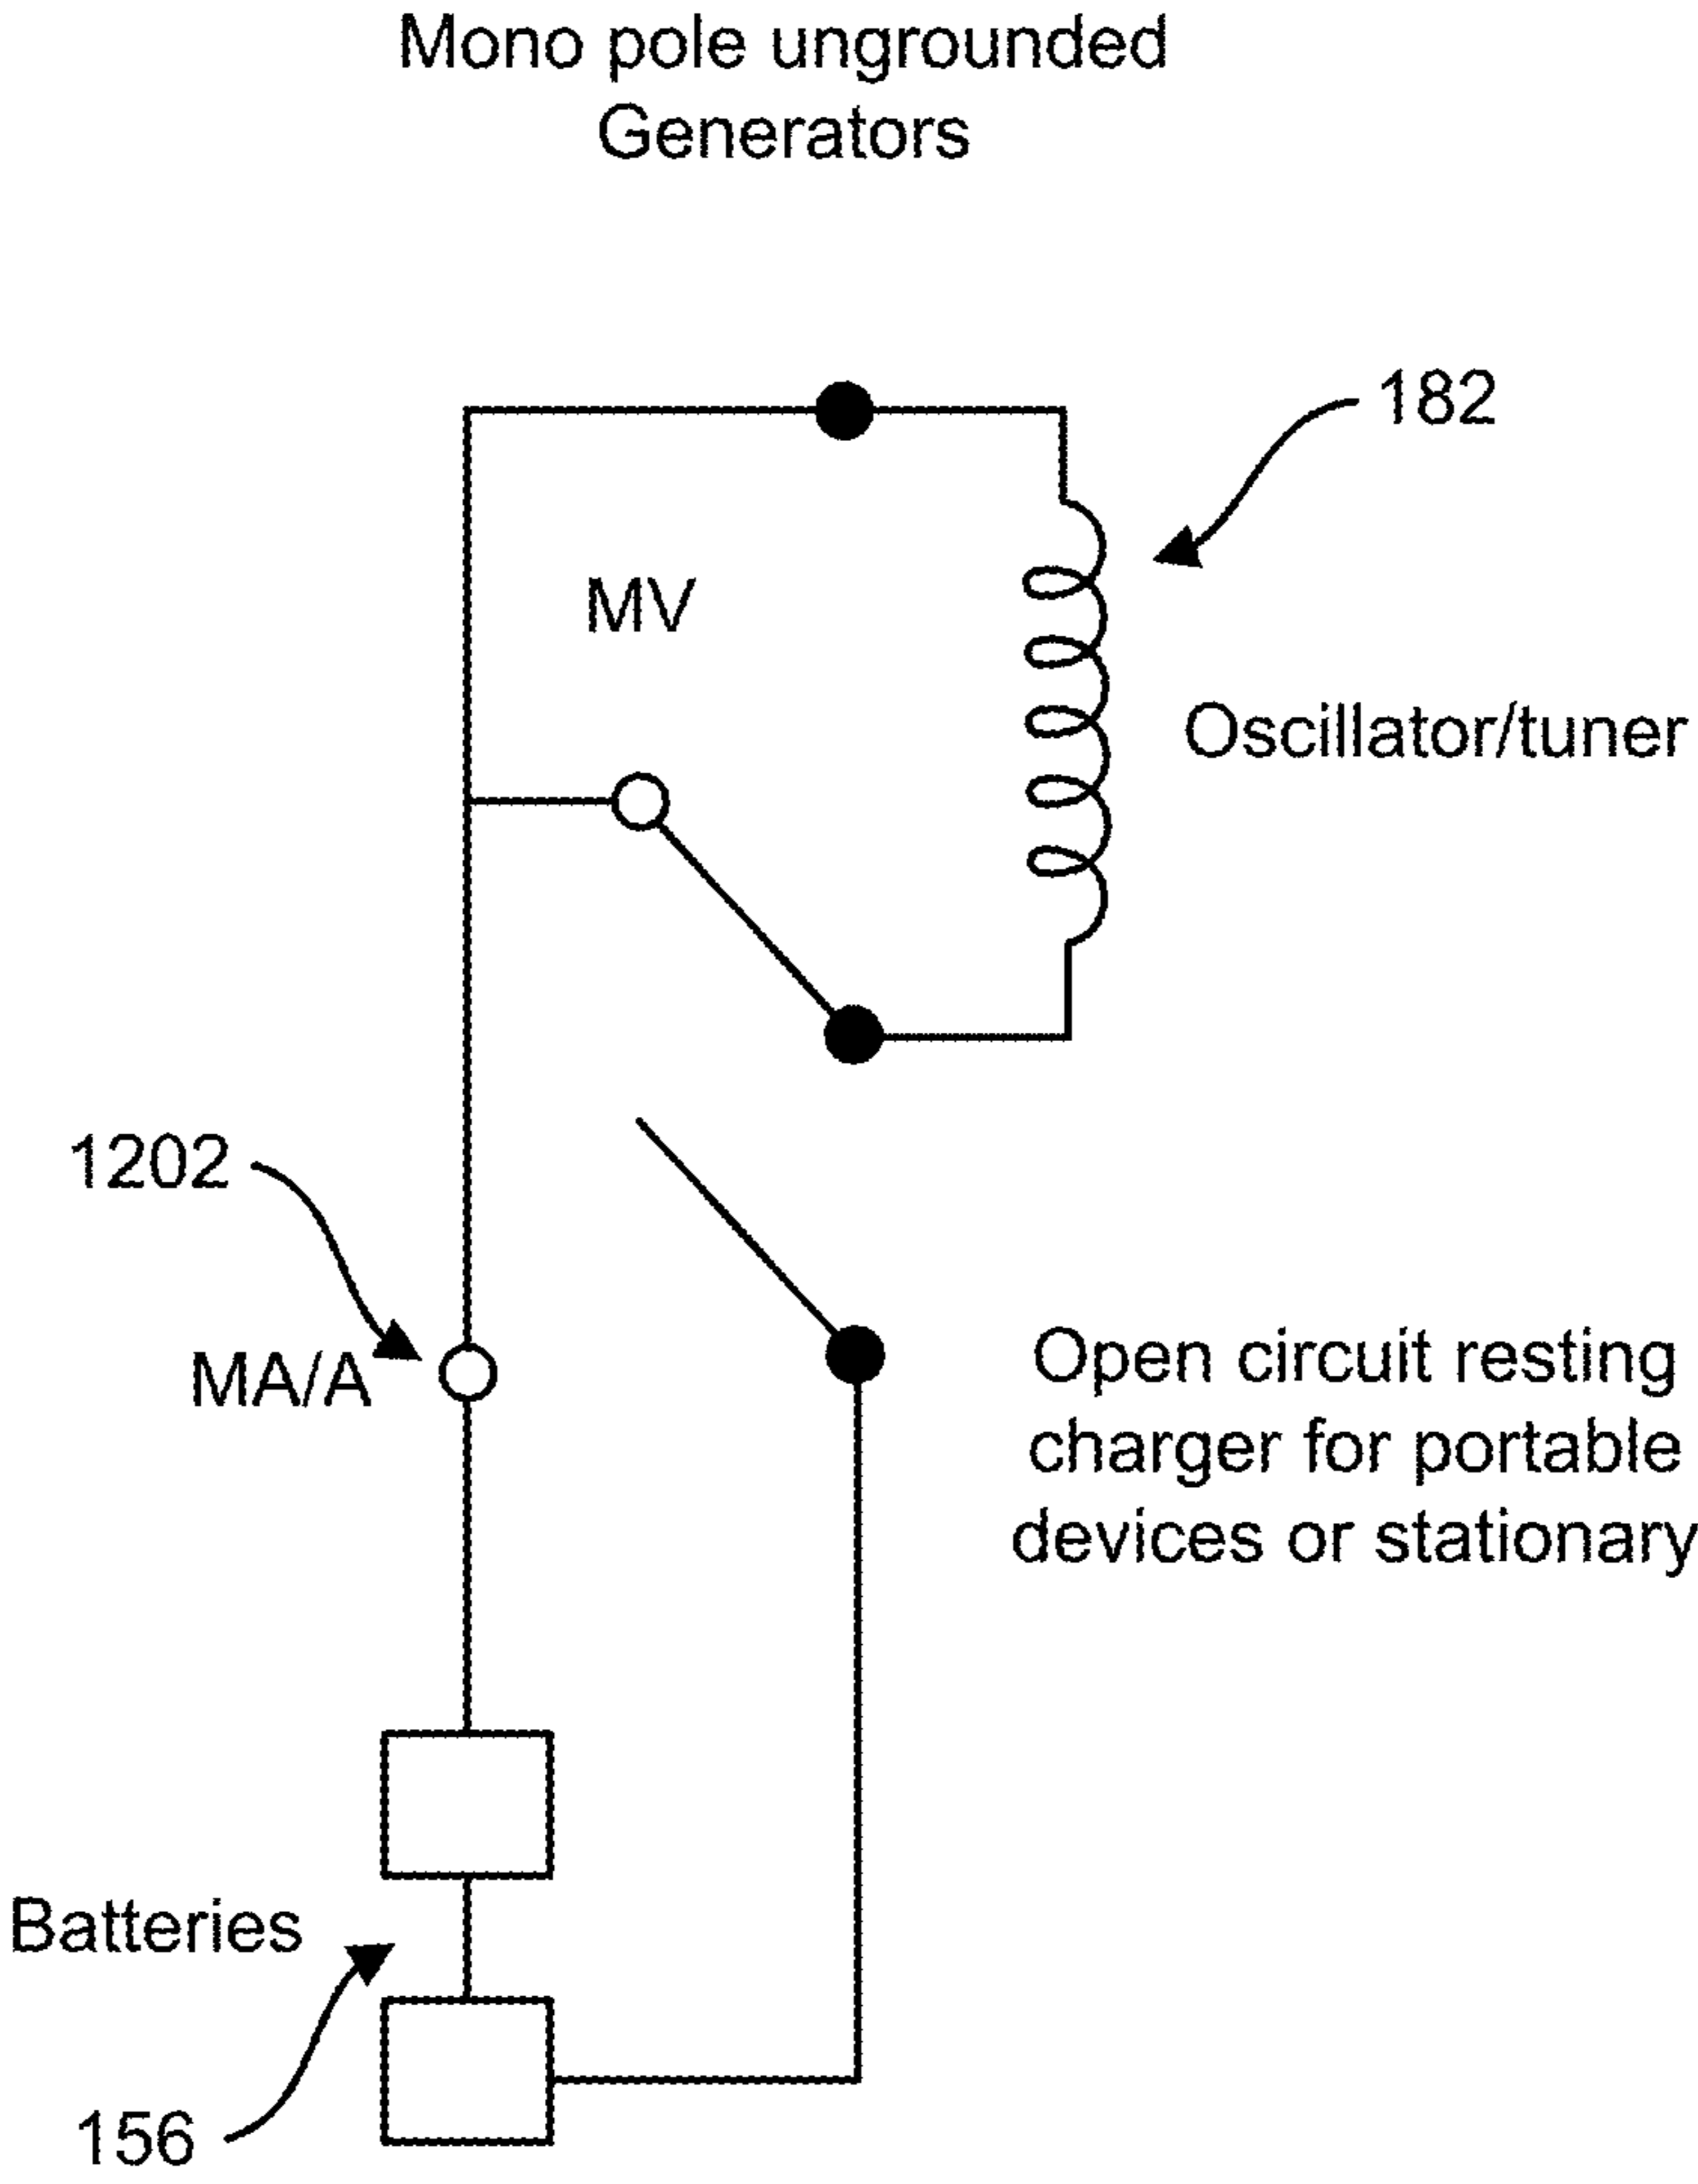 Mono pole ungrounded
Generators
182
MV
Oscillator/tuner
1202
MA/A
Open circuit resting
charger for portable
devices or stationary
Batteries
156